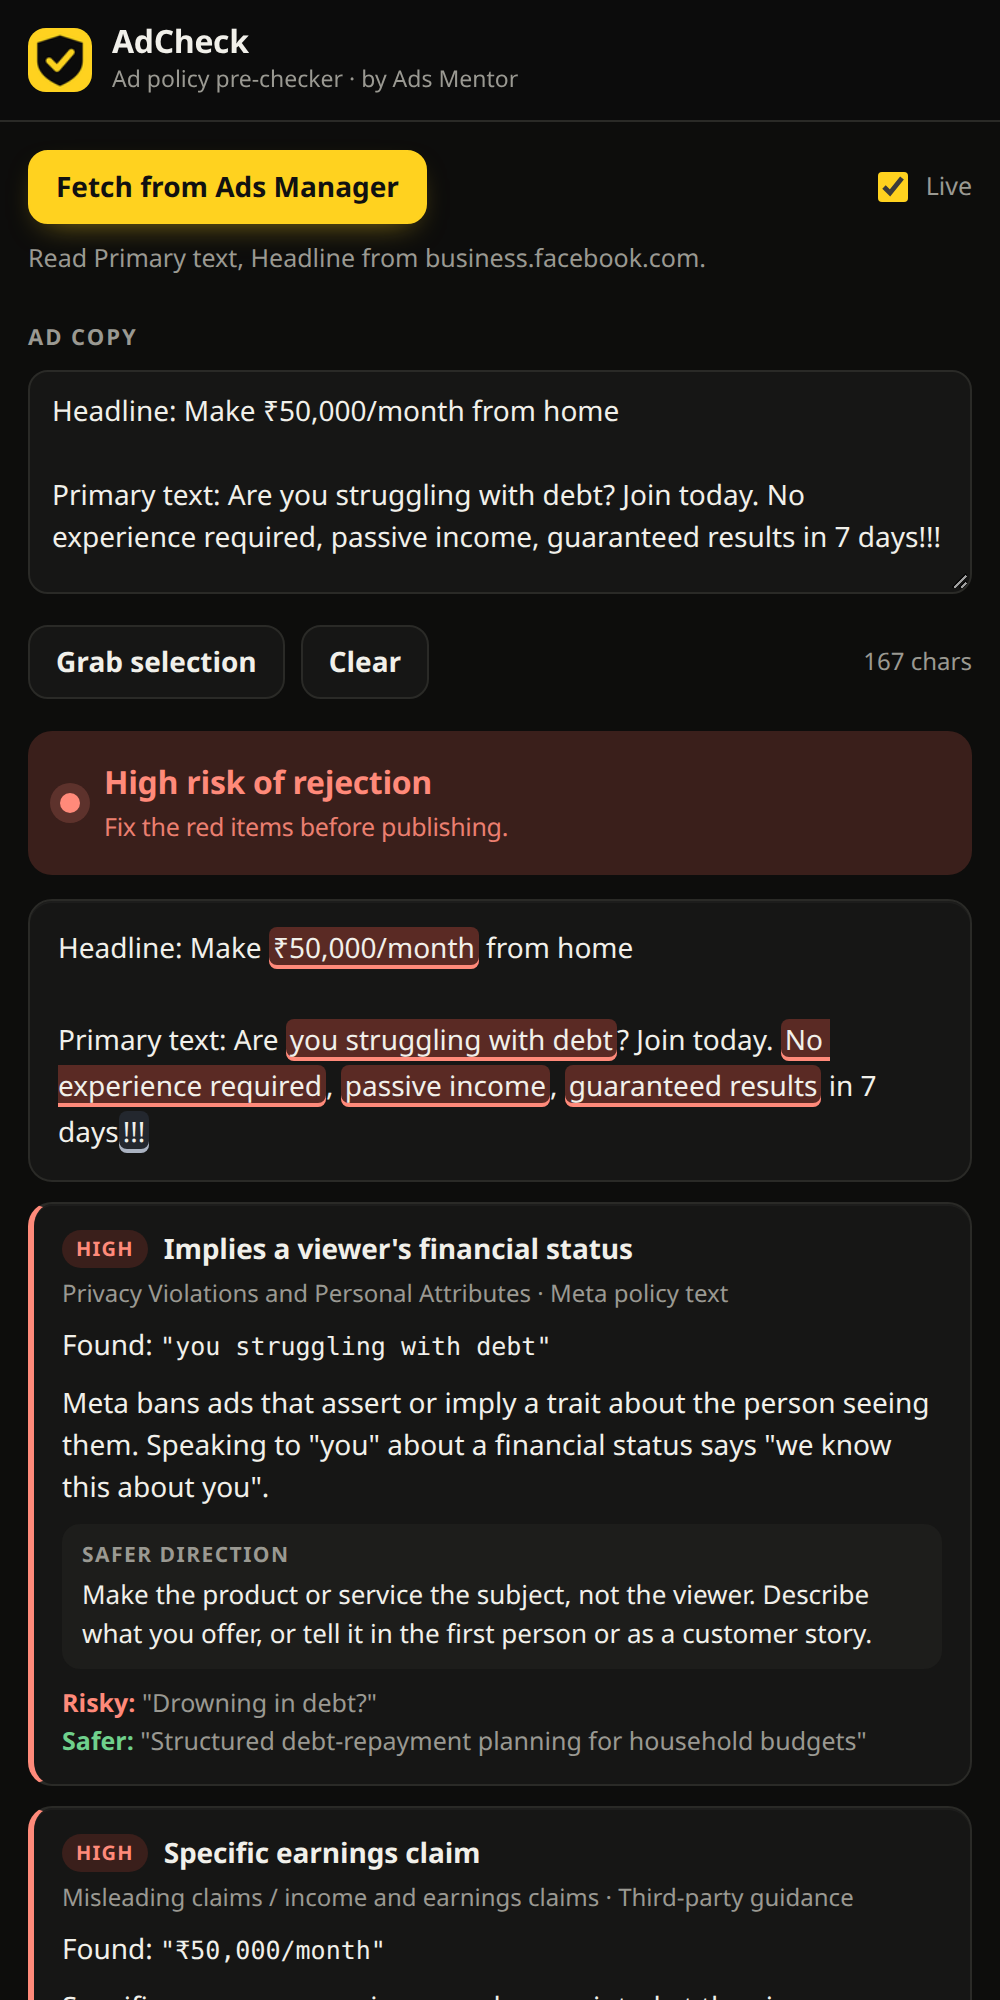 AdCheck
Ad policy pre-checker · by Ads Mentor
Fetch from Ads Manager
Live
Read Primary text, Headline from business.facebook.com.
AD COPY
Headline: Make ₹50,000/month from home
Primary text: Are you struggling with debt? Join today. No
experience required, passive income, guaranteed results in 7 days!!!
Grab selection
Clear
167 chars
High risk of rejection
Fix the red items before publishing.
Headline: Make ₹50,000/month from home
Primary text: Are you struggling with debt? Join today. No
experience required, passive income, guaranteed results in 7
days!!!
HIGH Implies a viewer's financial status
Privacy Violations and Personal Attributes · Meta policy text
Found: "you struggling with debt"
Meta bans ads that assert or imply a trait about the person seeing
them. Speaking to "you" about a financial status says "we know
this about you".
SAFER DIRECTION
Make the product or service the subject, not the viewer. Describe
what you offer, or tell it in the first person or as a customer story.
Risky: "Drowning in debt?"
Safer: "Structured debt-repayment planning for household budgets"
HIGH Specific earnings claim
Misleading claims / income and earnings claims · Third-party guidance
Found: "₹50,000/month"